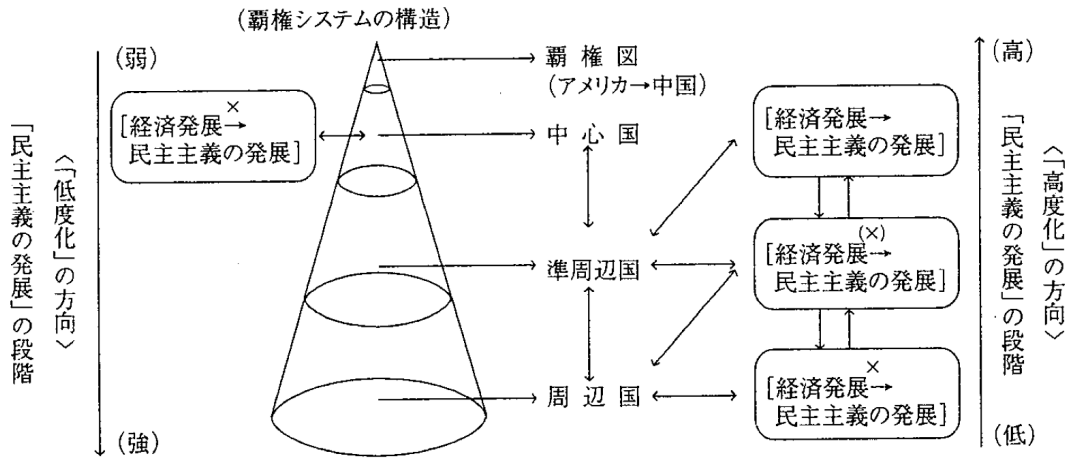 (覇権システムの構造)
(弱)
覇権図
(アメリカ→中国)
(高)
×
[経済発展→
民主主義の発展]
中心国
[経済発展→
民主主義の発展]
「民主主義の発展」の段階
〈「低度化」の方向〉
準周辺国
(×)
[経済発展→
民主主義の発展]
〈「高度化」の方向〉
「民主主義の発展」の段階
周辺国
×
[経済発展→
民主主義の発展]
(強)
(低)